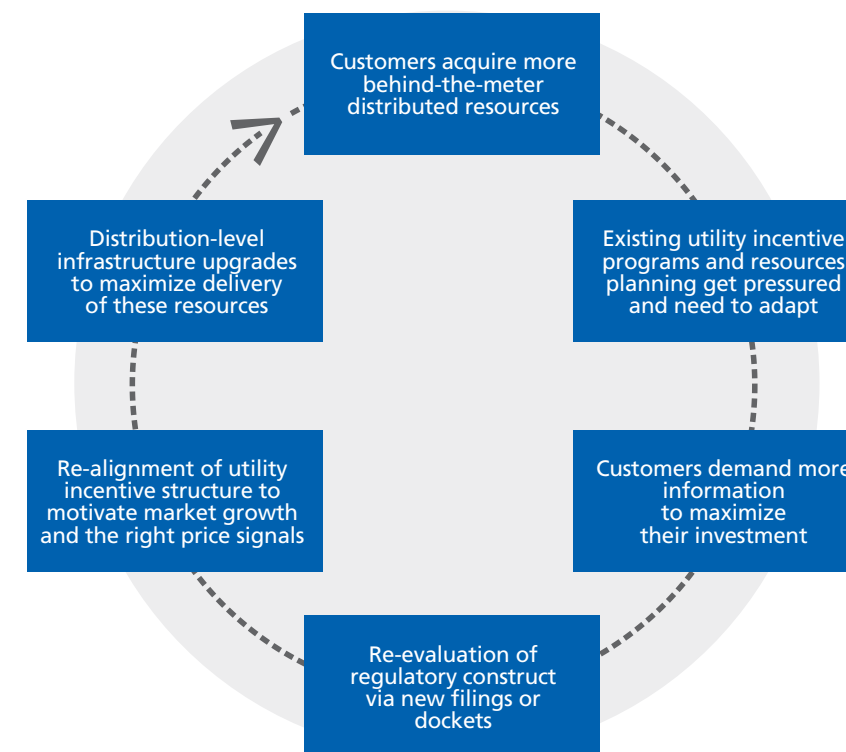 Customers acquire more
behind-the-meter
distributed resources
Existing utility incentive
programs and resources
planning get pressured
and need to adapt
Customers demand more
information
to maximize
their investment
Re-evaluation of
regulatory construct
via new filings or
dockets
Re-alignment of utility
incentive structure to
motivate market growth
and the right price signals
Distribution-level
infrastructure upgrades
to maximize delivery
of these resources